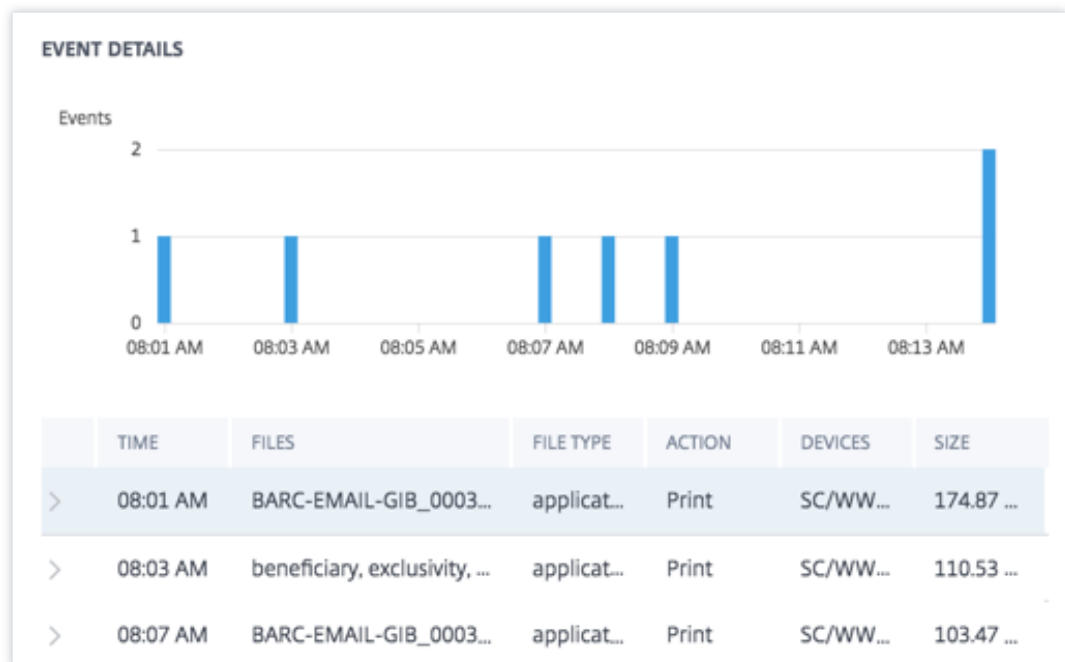 EVENT DETAILS
Events
2
1
0
08:01 AM 08:03 AM 08:05 AM 08:07 AM 08:09 AM 08:11 AM 08:13 AM
TIME FILES FILE TYPE ACTION DEVICES SIZE
08:01 AM BARC-EMAIL-GIB_0003... applicat... Print SC/WW... 174.87 ...
08:03 AM beneficiary, exclusivity, ... applicat... Print SC/WW... 110.53 ...
08:07 AM BARC-EMAIL-GIB_0003... applicat... Print SC/WW... 103.47 ...